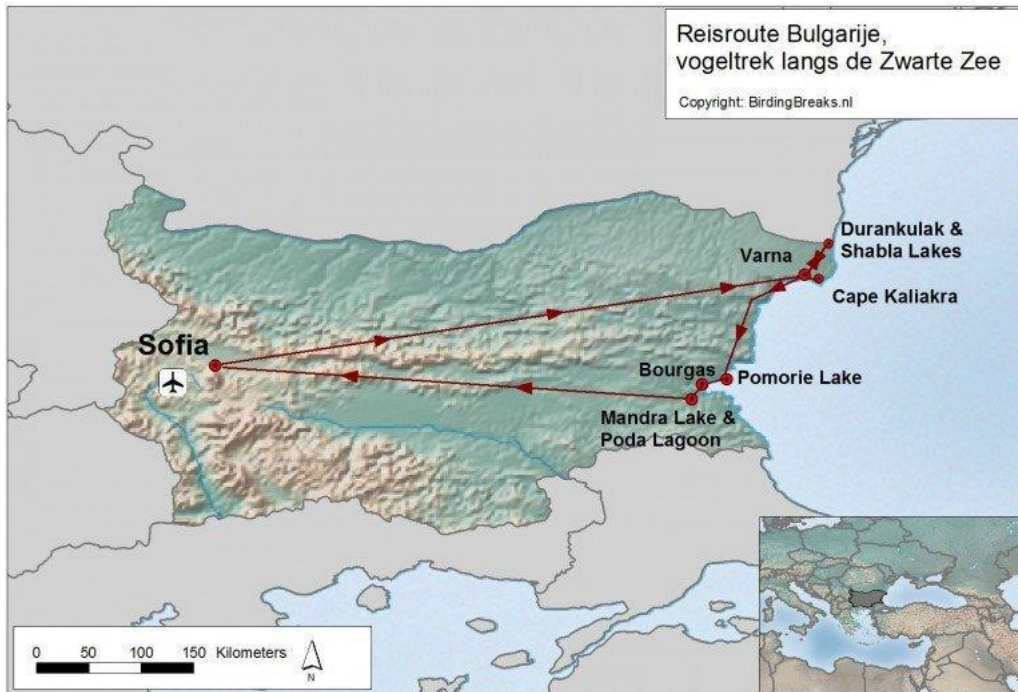 Reisroute Bulgarije,
vogeltrek langs de Zwarte Zee
Copyright: BirdingBreaks.nl
Durankulak &
Shabla Lakes
Varna
Cape Kaliakra
Sofia
Bourgas
Pomorie Lake
Mandra Lake &
Poda Lagoon
0 50 100 150 Kilometers
N